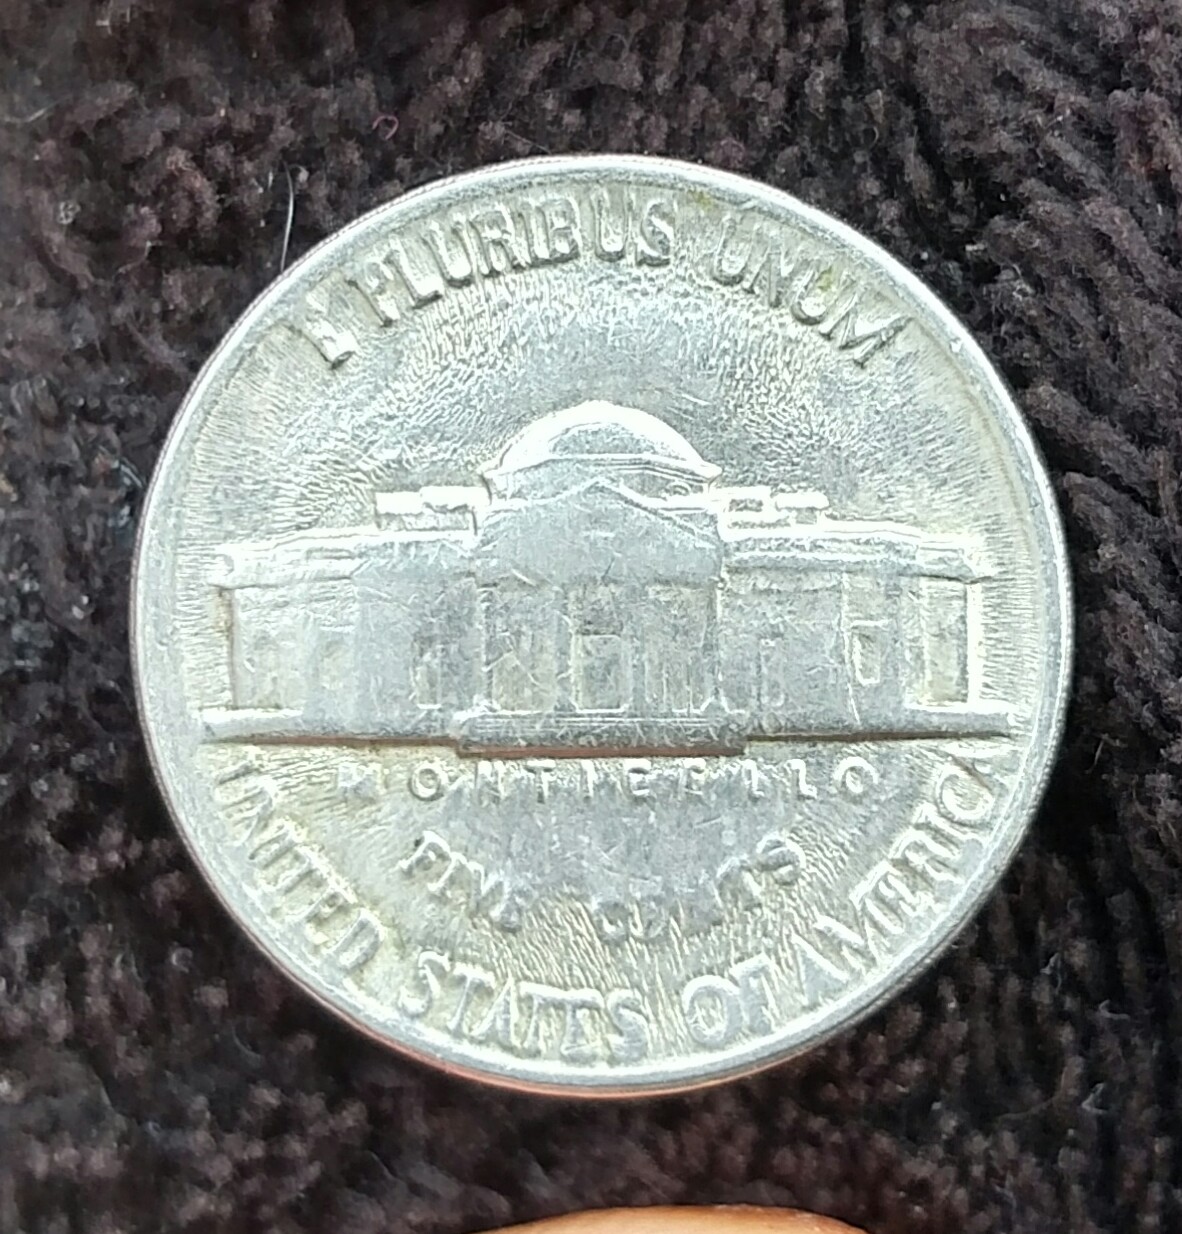 E PLURIBUS UNUM
MONTICELLO
FIVE CENTS
UNITED STATES OF AMERICA